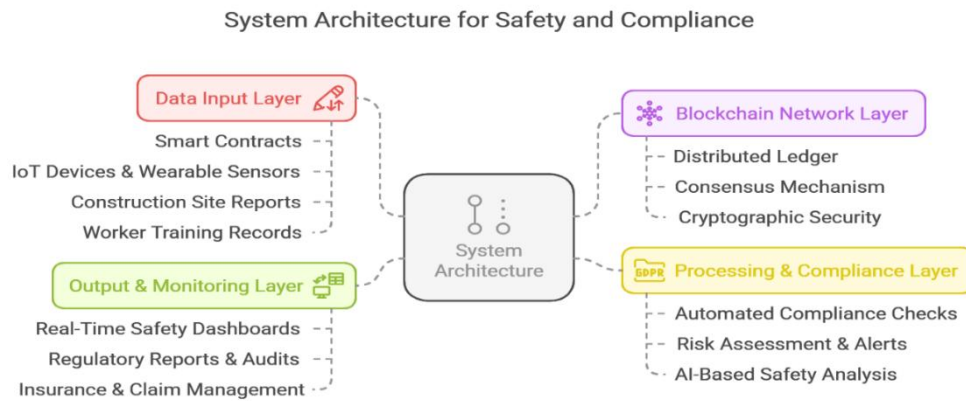 System Architecture for Safety and Compliance
Data Input Layer
Smart Contracts
IoT Devices & Wearable Sensors
Construction Site Reports
Worker Training Records
Output & Monitoring Layer
Real-Time Safety Dashboards
Regulatory Reports & Audits
Insurance & Claim Management
System
Architecture
Blockchain Network Layer
Distributed Ledger
Consensus Mechanism
Cryptographic Security
GDPR
Processing & Compliance Layer
Automated Compliance Checks
Risk Assessment & Alerts
AI-Based Safety Analysis